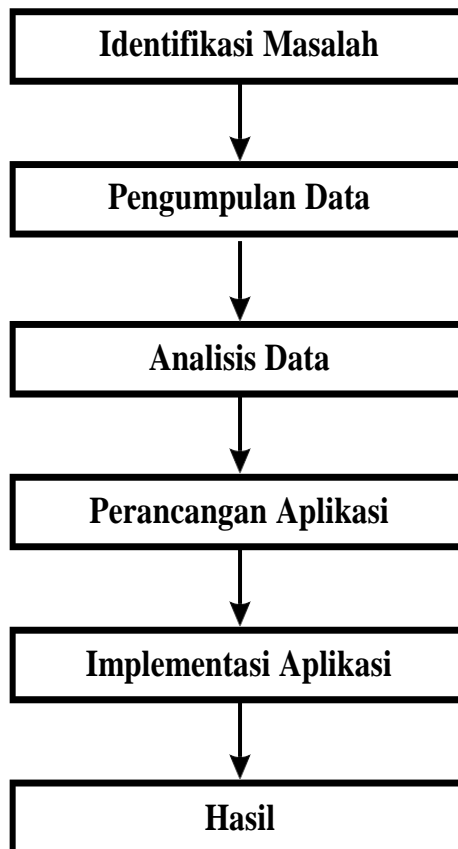 Identifikasi Masalah
Pengumpulan Data
Analisis Data
Perancangan Aplikasi
Implementasi Aplikasi
Hasil